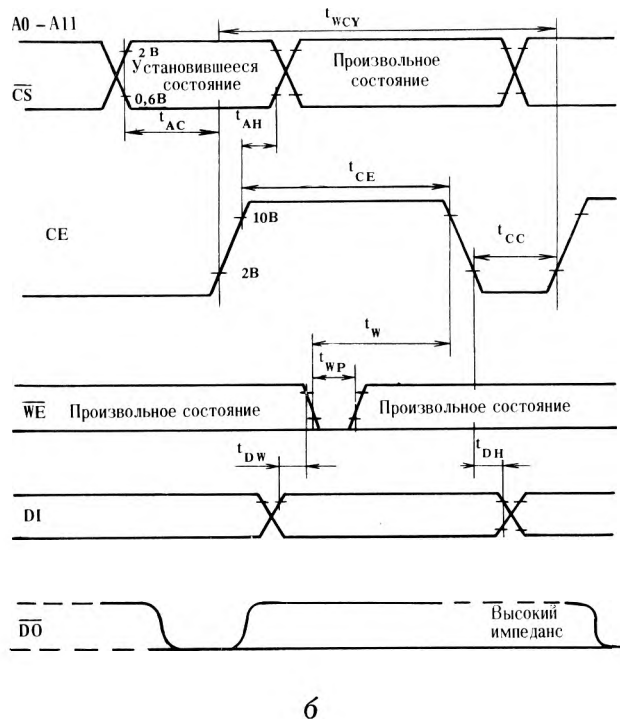 A0 – A11
t WCY
2 В
Установившееся
состояние
Произвольное
состояние
CS
0,6В
t AC
t AH
t CE
10В
CE
t CC
2В
t W
t WP
WE
Произвольное состояние
Произвольное состояние
t DW
t DH
DI
DO
Высокий
импеданс
б